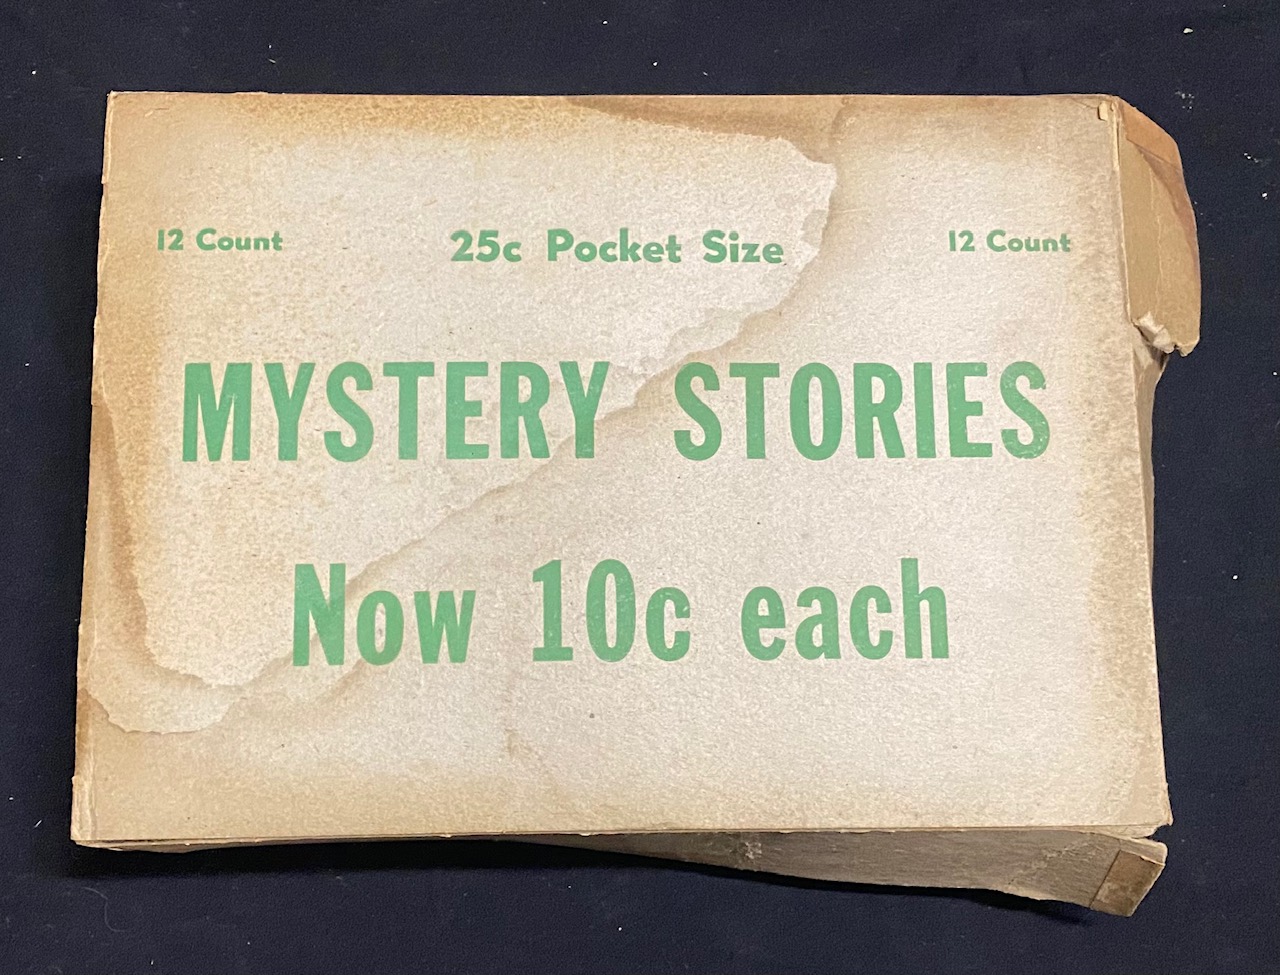 12 Count 25c Pocket Size 12 Count
MYSTERY STORIES
Now 10c each